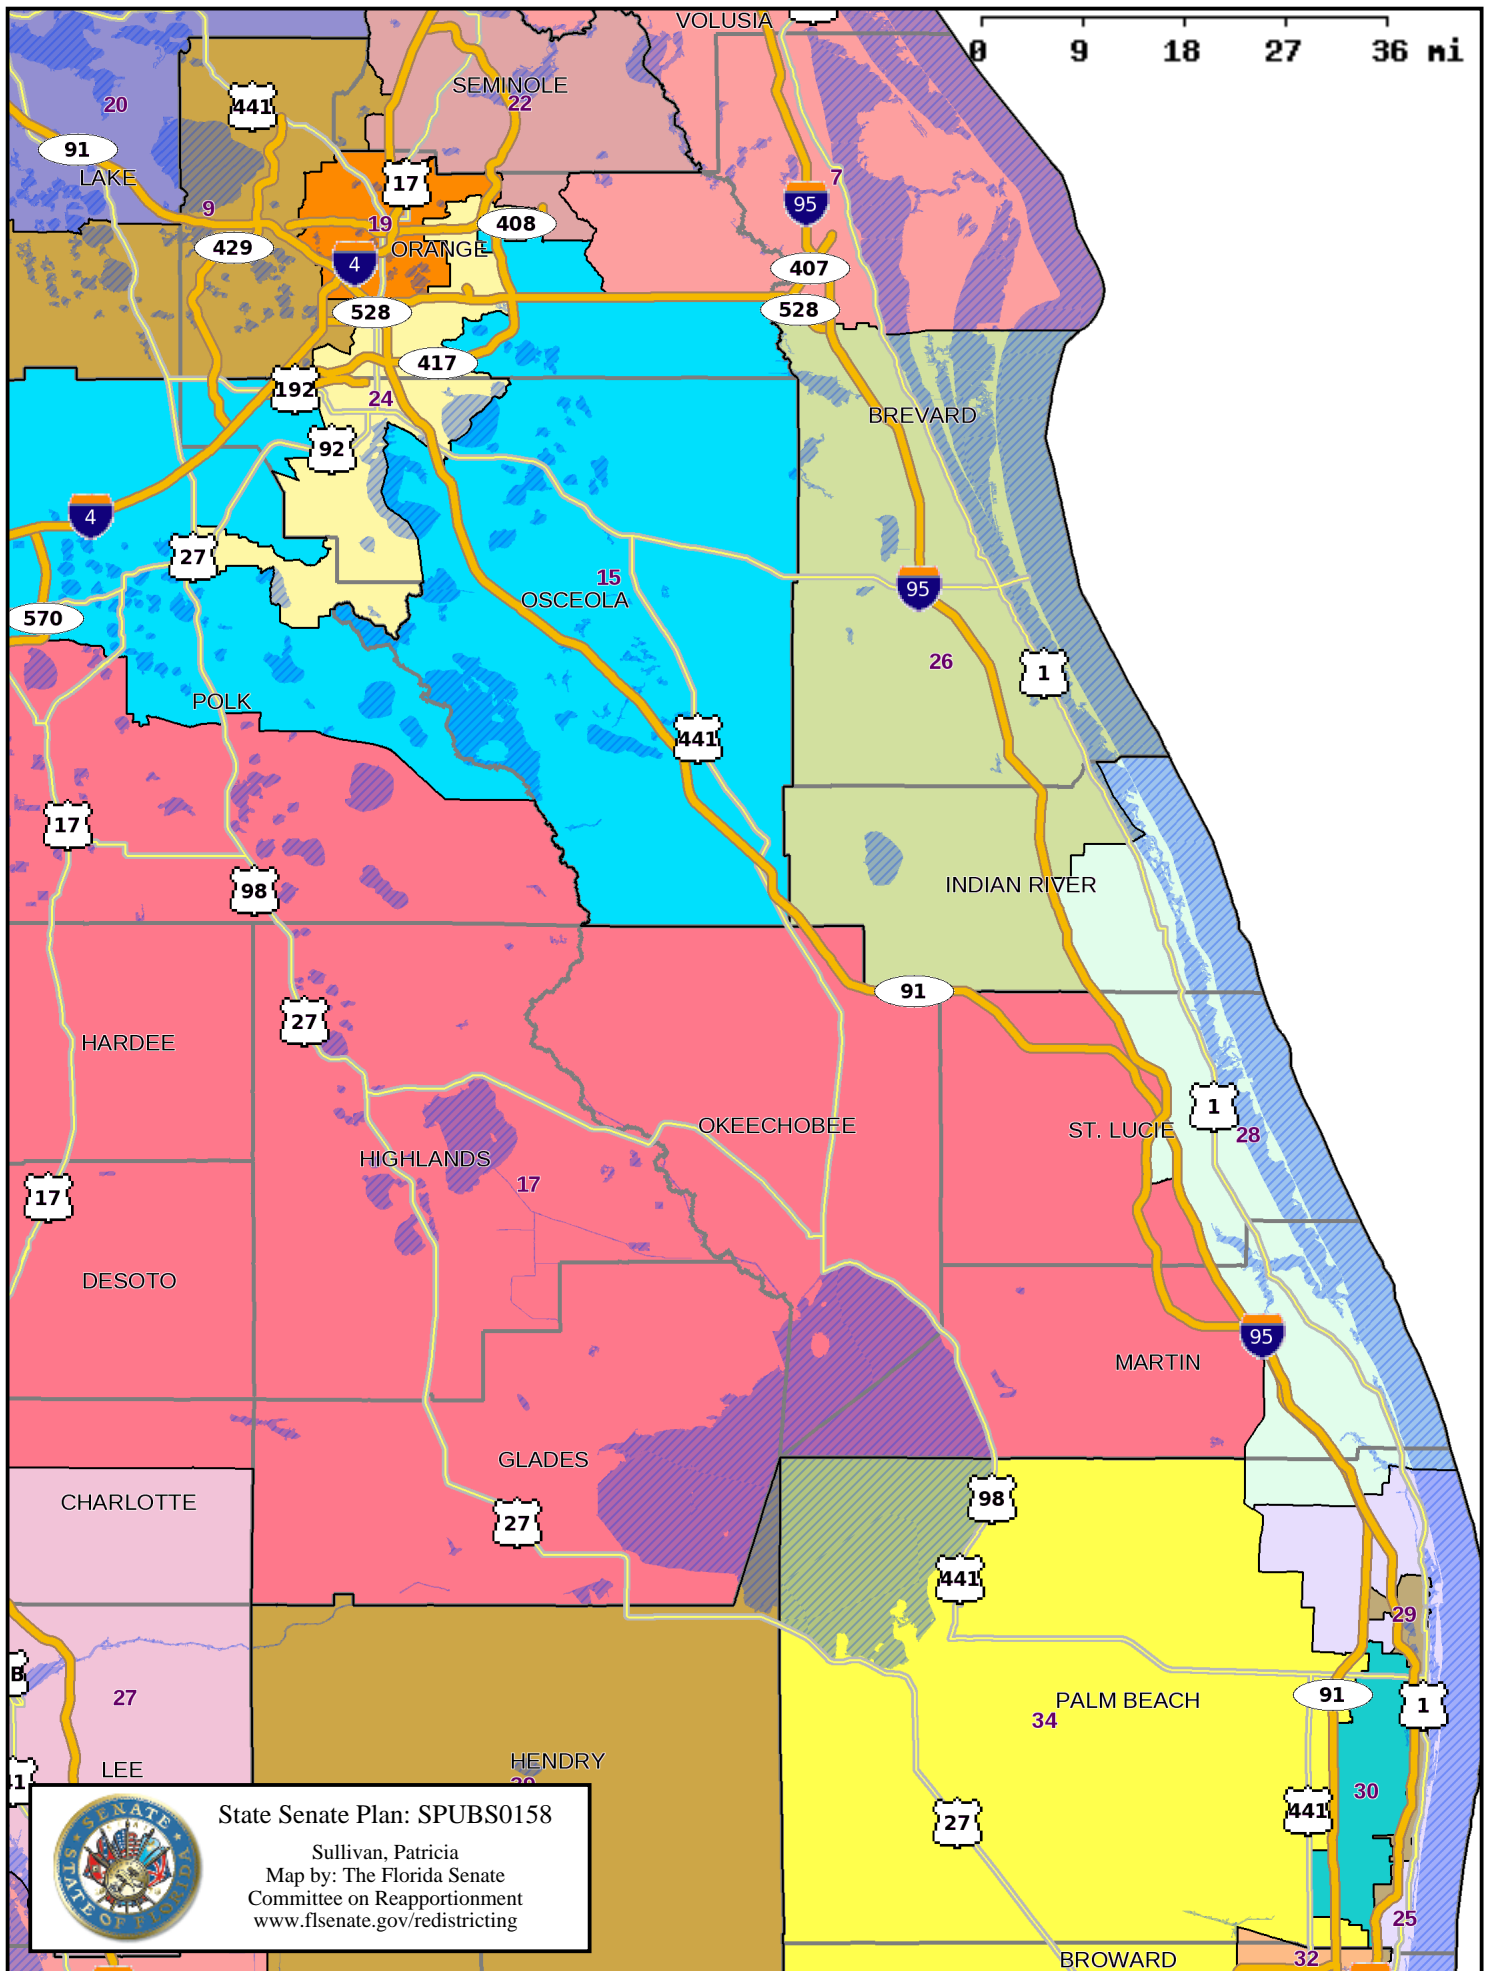 VOLUSIA
0 9 18 27 36 mi
SEMINOLE
20
22
441
91
LAKE
17
7
95
9
19
408
429
ORANGE
4
407
528
528
417
192
24
BREVARD
92
4
27
15
95
OSCEOLA
570
26
1
POLK
441
17
98
INDIAN RIVER
91
27
HARDEE
1
OKEECHOBEE
ST. LUCIE
28
HIGHLANDS
17
17
DESOTO
95
MARTIN
GLADES
CHARLOTTE
98
27
441
29
B
27
91
1
PALM BEACH
34
LEE
HENDRY
30
441
27
State Senate Plan: SPUBS0158
Sullivan, Patricia
Map by: The Florida Senate
Committee on Reapportionment
www.flsenate.gov/redistricting
SENATE
STATE OF FLORIDA
25
BROWARD
32